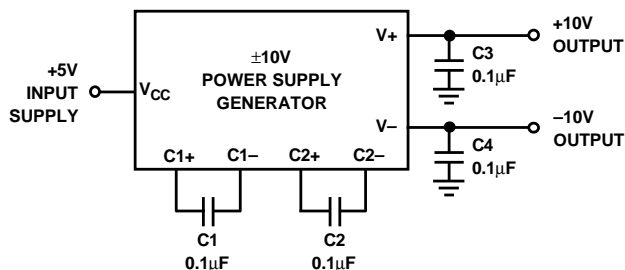 +5V
INPUT
SUPPLY
VCC
±10V
POWER SUPPLY
GENERATOR
V+
C3
0.1μF
+10V
OUTPUT
V–
C4
0.1μF
–10V
OUTPUT
C1+ C1– C2+ C2–
C1
0.1μF
C2
0.1μF